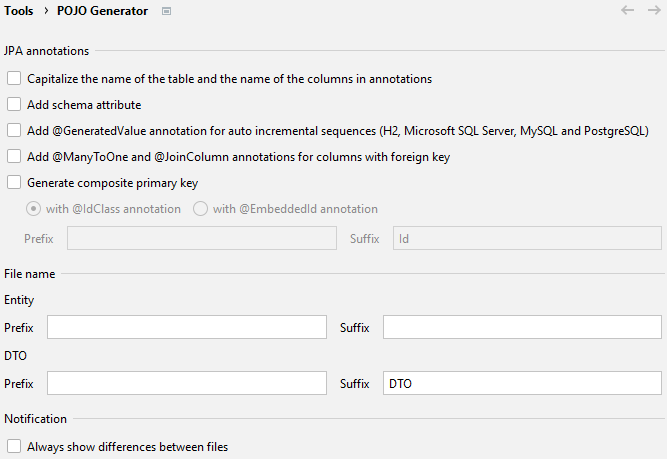 Tools › POJO Generator
JPA annotations
Capitalize the name of the table and the name of the columns in annotations
Add schema attribute
Add @GeneratedValue annotation for auto incremental sequences (H2, Microsoft SQL Server, MySQL and PostgreSQL)
Add @ManyToOne and @JoinColumn annotations for columns with foreign key
Generate composite primary key
with @IdClass annotation with @EmbeddedId annotation
Prefix Suffix Id
File name
Entity
Prefix Suffix
DTO
Prefix Suffix DTO
Notification
Always show differences between files